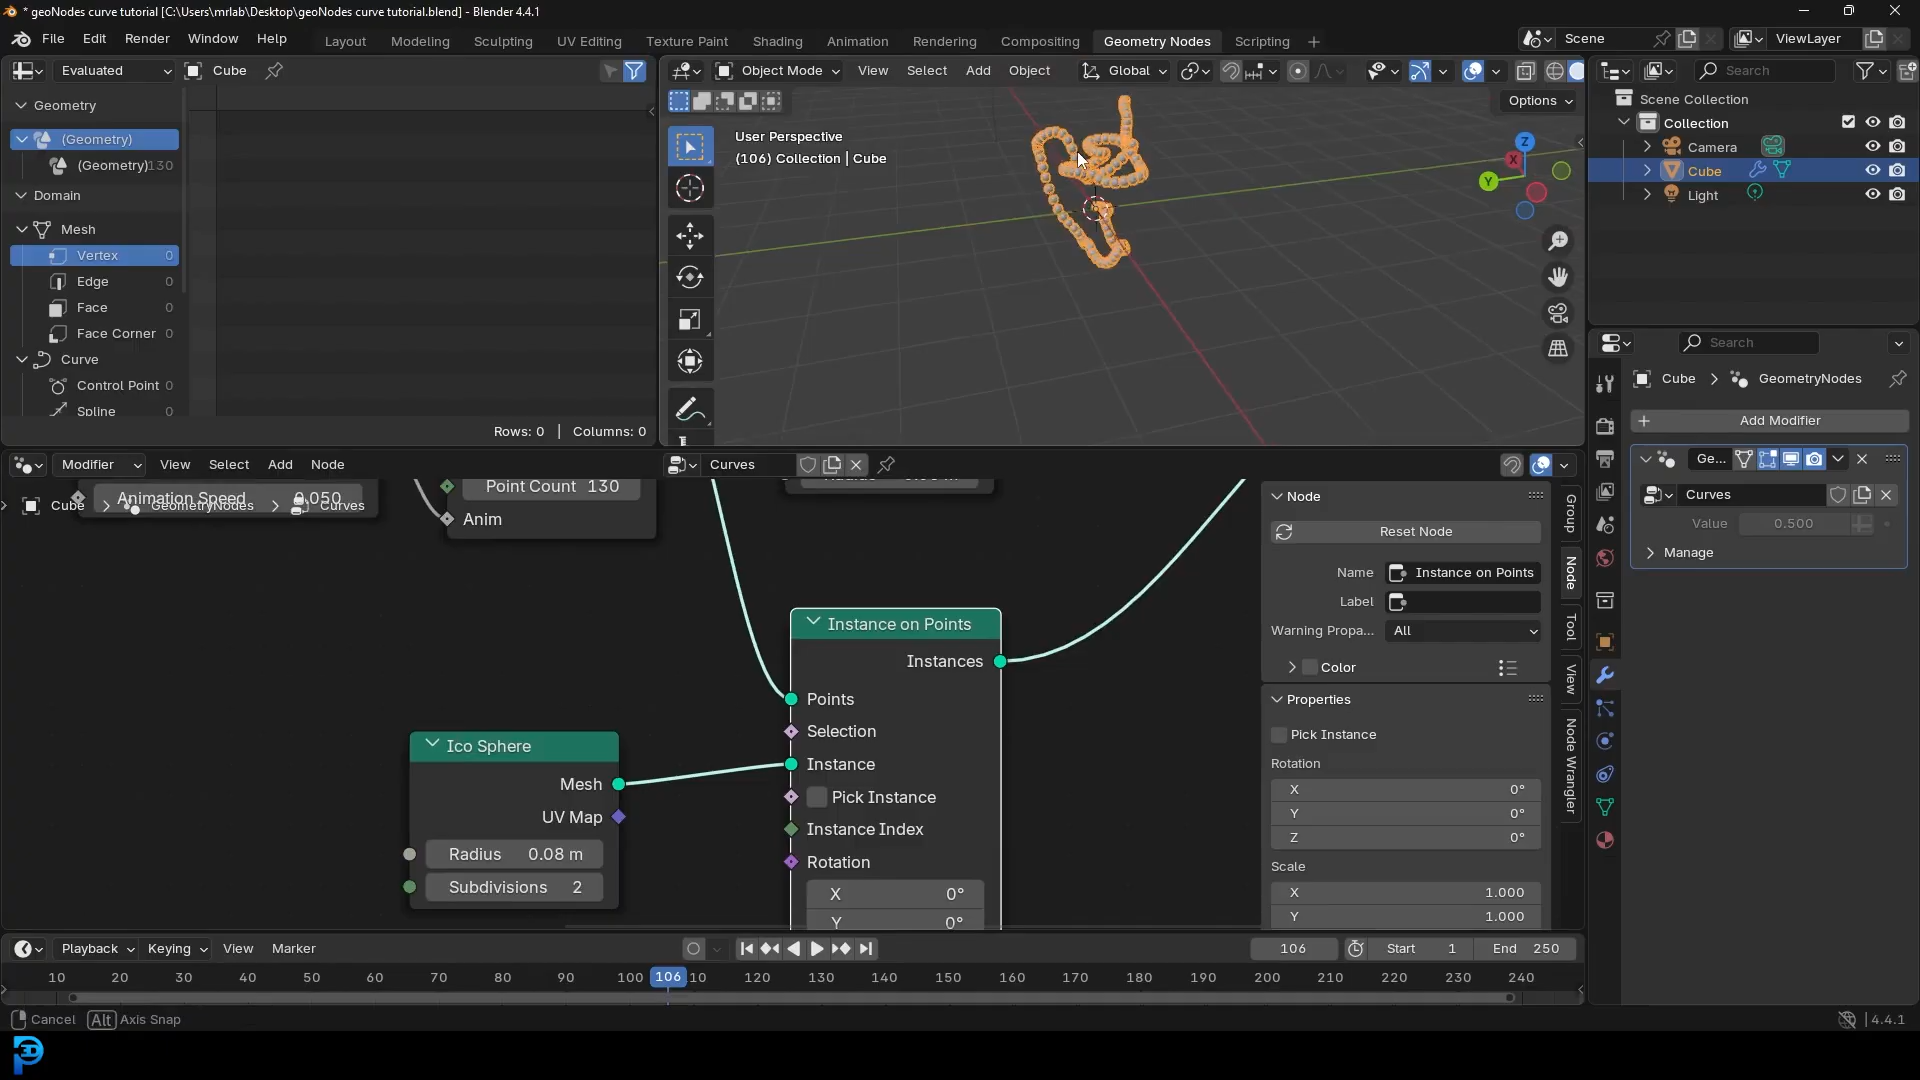 * geoNodes curve tutorial [C:\Users\mrlab\Desktop\geoNodes curve tutorial.blend] - Blender 4.4.1
File Edit Render Window Help Layout Modeling Sculpting UV Editing Texture Paint Shading Animation Rendering Compositing Geometry Nodes Scripting + Scene ViewLayer
Evaluated Cube
Object Mode View Select Add Object Global
Search
Options
Geometry
(Geometry)
(Geometry) 130
Domain
Mesh
Vertex 0
Edge 0
Face 0
Face Corner 0
Curve
Control Point 0
Spline 0
Rows: 0 | Columns: 0
User Perspective
(106) Collection | Cube
Z
X
Y
Scene Collection
Collection
Camera
Cube
Light
Search
Cube > GeometryNodes
Add Modifier
Ge...
Curves
Value 0.500
Manage
Modifier View Select Add Node Curves
Animation Speed 0.050
Cube > GeometryNodes > Curves
Point Count 130
Anim
Instance on Points
Instances
Points
Selection
Instance
Pick Instance
Instance Index
Rotation
X 0°
Y 0°
Ico Sphere
Mesh
UV Map
Radius 0.08 m
Subdivisions 2
Node
Reset Node
Name Instance on Points
Label
Warning Propa... All
Color
Properties
Pick Instance
Rotation
X 0°
Y 0°
Z 0°
Scale
X 1.000
Y 1.000
Group
Node
Tool
View
Node Wrangler
Playback Keying View Marker 106 Start 1 End 250
10 20 30 40 50 60 70 80 90 100 106 10 120 130 140 150 160 170 180 190 200 210 220 230 240
Cancel Alt Axis Snap 4.4.1